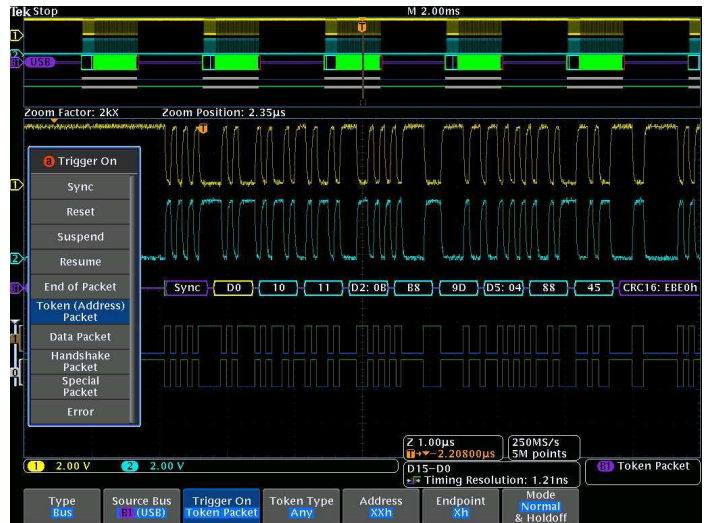 Tek Stop
M 2.00ms
T
1
2
B1 USB
Zoom Factor: 2kX
Zoom Position: 2.35µs
T
a Trigger On
Sync
Reset
Suspend
Resume
End of Packet
Token (Address)
Packet
Data Packet
Handshake
Packet
Special
Packet
Error
1
2
B1
Sync D0 10 11 D2: 0B B8 9D D5: 04 88 45 CRC16: EBE0h
1 2.00 V
2 2.00 V
Z 1.00µs
T→▼-2.20800µs
250MS/s
5M points
D15-D0
Timing Resolution: 1.21ns
B1 Token Packet
Type
Bus
Source Bus
B1 (USB)
Trigger On
Token Packet
Token Type
Any
Address
XXh
Endpoint
Xh
Mode
Normal
& Holdoff